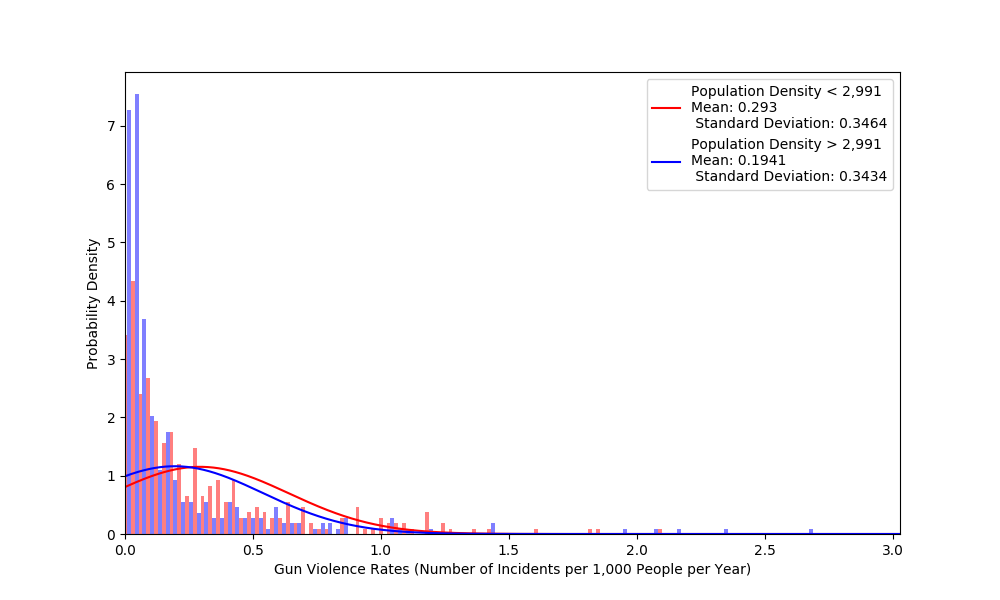 Population Density < 2,991
Mean: 0.293
Standard Deviation: 0.3464
Population Density > 2,991
Mean: 0.1941
Standard Deviation: 0.3434
7
6
5
4
3
2
1
0
Probability Density
0.0 0.5 1.0 1.5 2.0 2.5 3.0
Gun Violence Rates (Number of Incidents per 1,000 People per Year)